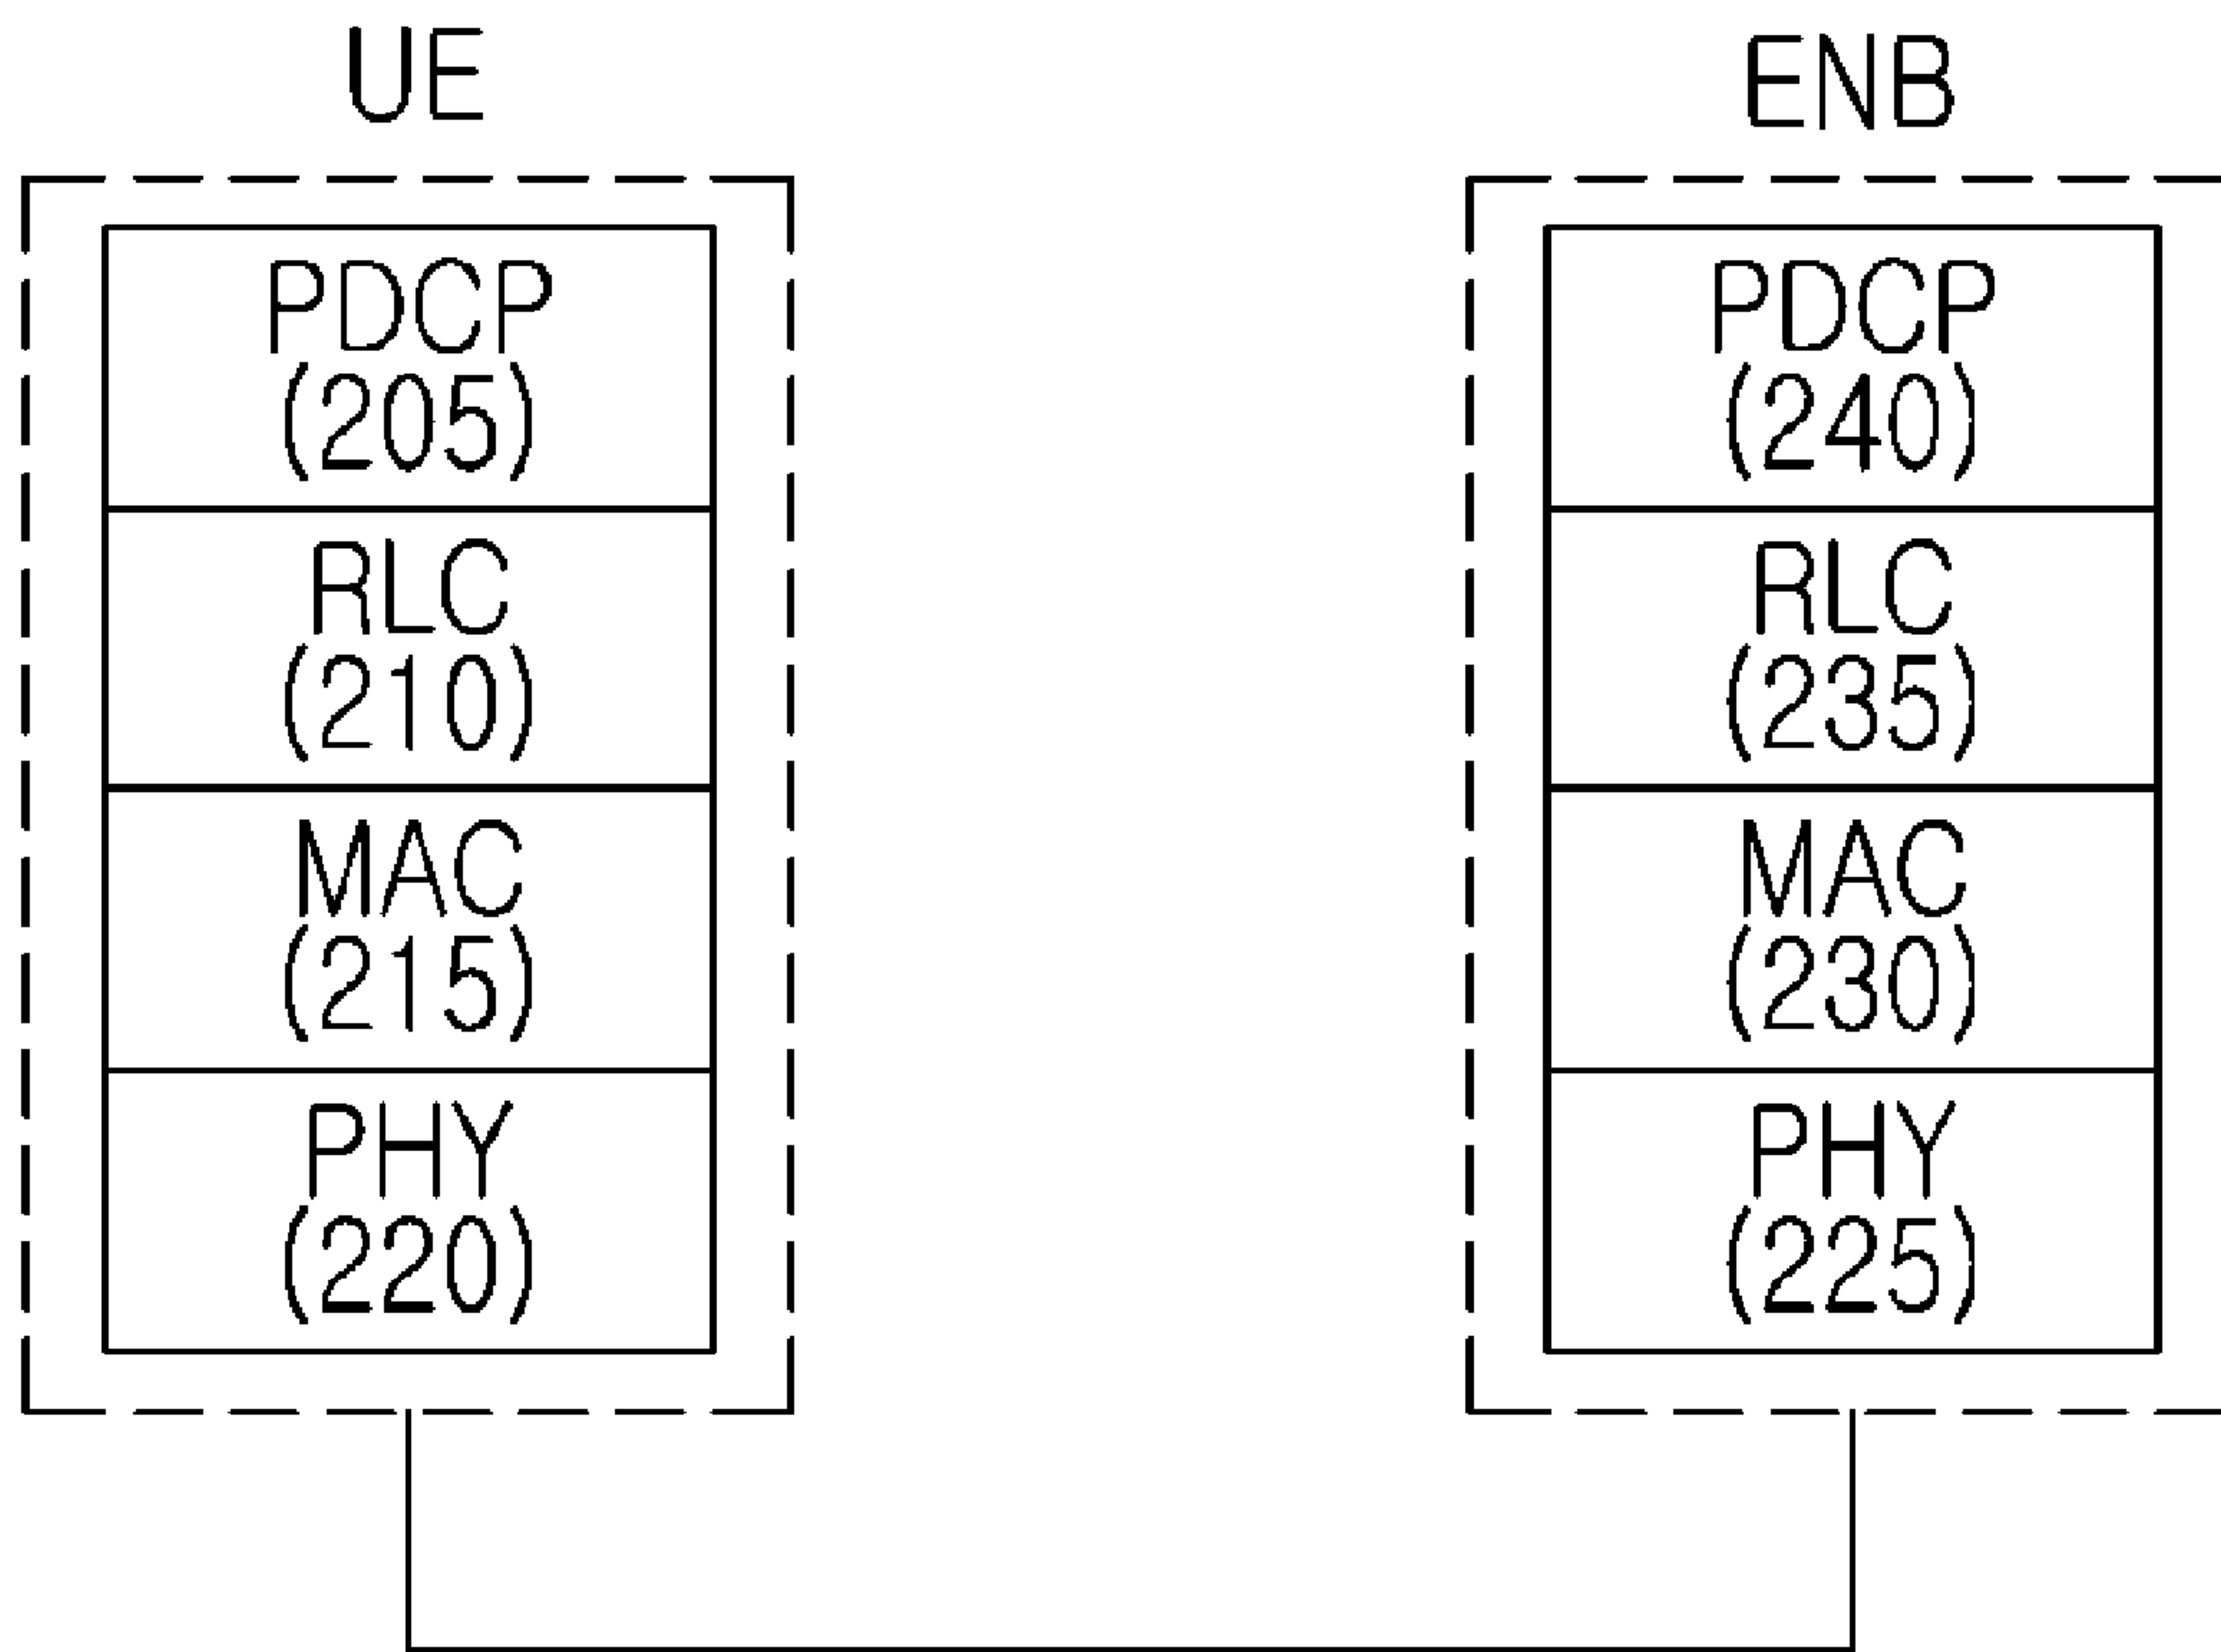 UE
PDCP
(205)
RLC
(210)
MAC
(215)
PHY
(220)
ENB
PDCP
(240)
RLC
(235)
MAC
(230)
PHY
(225)